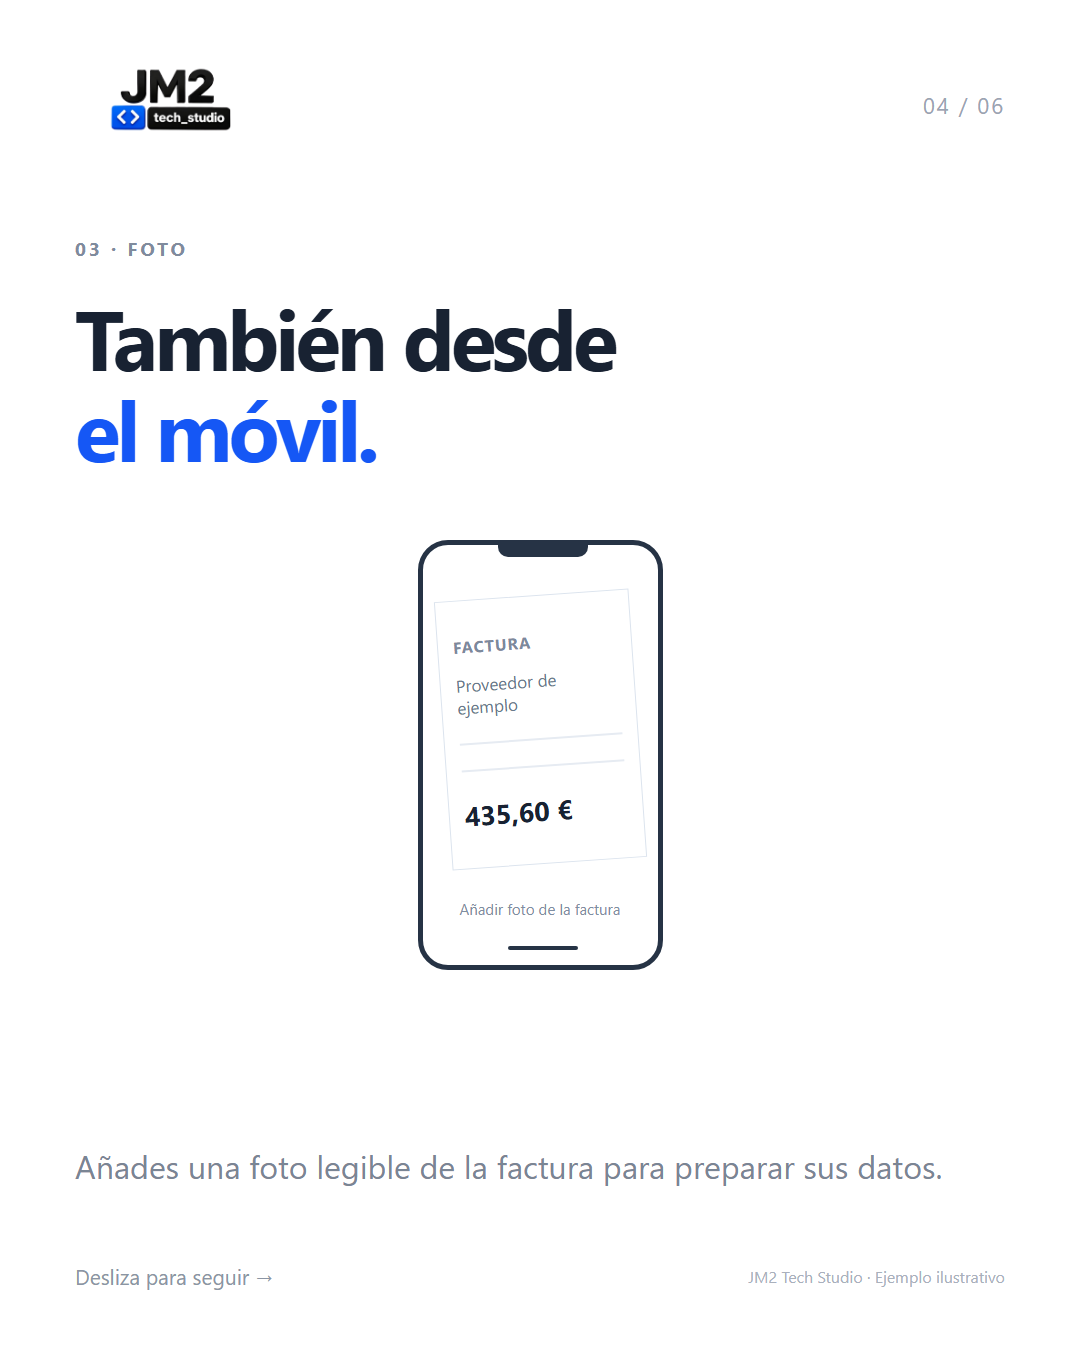 JM2
<> tech_studio
04 / 06
03 · FOTO
También desde
el móvil.
FACTURA
Proveedor de
ejemplo
435,60 €
Añadir foto de la factura
Añades una foto legible de la factura para preparar sus datos.
Desliza para seguir →
JM2 Tech Studio · Ejemplo ilustrativo